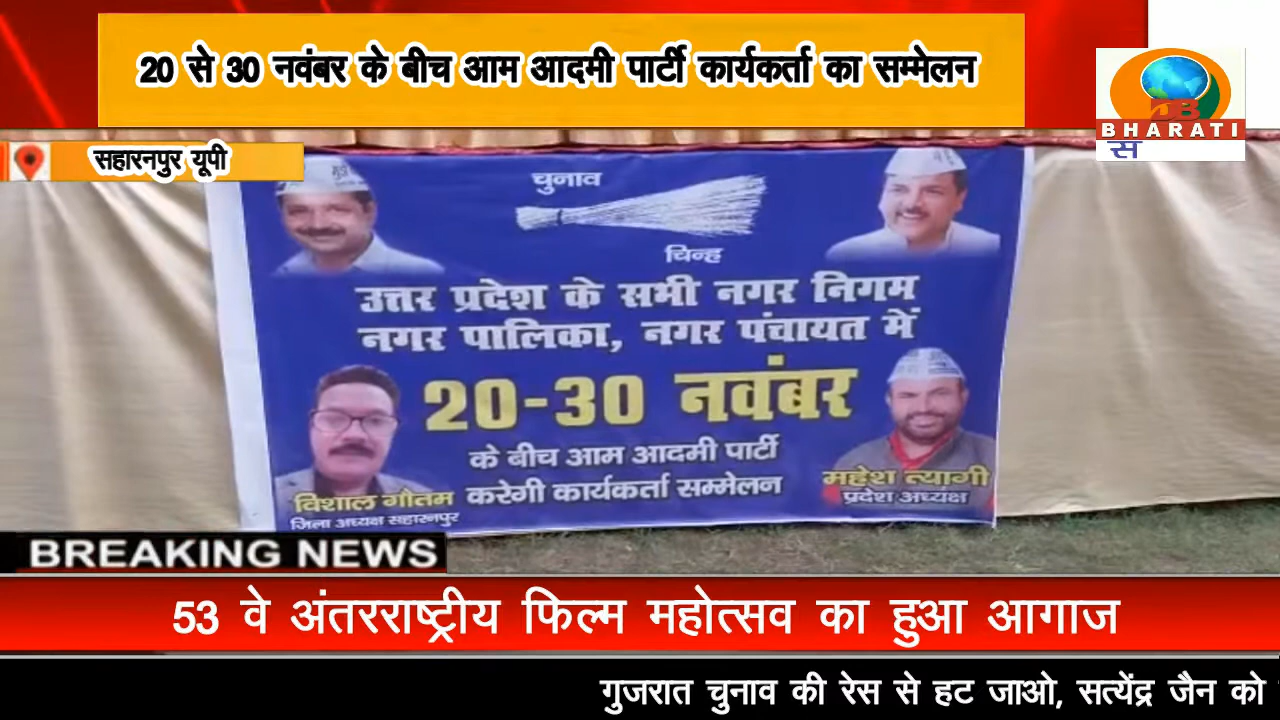 20 से 30 नवंबर के बीच आम आदमी पार्टी कार्यकर्ता का सम्मेलन
BHARATI
स
सहारनपुर यूपी
चुनाव
चिन्ह
उत्तर प्रदेश के सभी नगर निगम
नगर पालिका, नगर पंचायत में
20-30 नवंबर
के बीच आम आदमी पार्टी
करेगी कार्यकर्ता सम्मेलन
विशाल गौतम
जिला अध्यक्ष सहारनपुर
महेश त्यागी
प्रदेश अध्यक्ष
BREAKING NEWS
53 वे अंतरराष्ट्रीय फिल्म महोत्सव का हुआ आगाज
गुजरात चुनाव की रेस से हट जाओ, सत्येंद्र जैन को